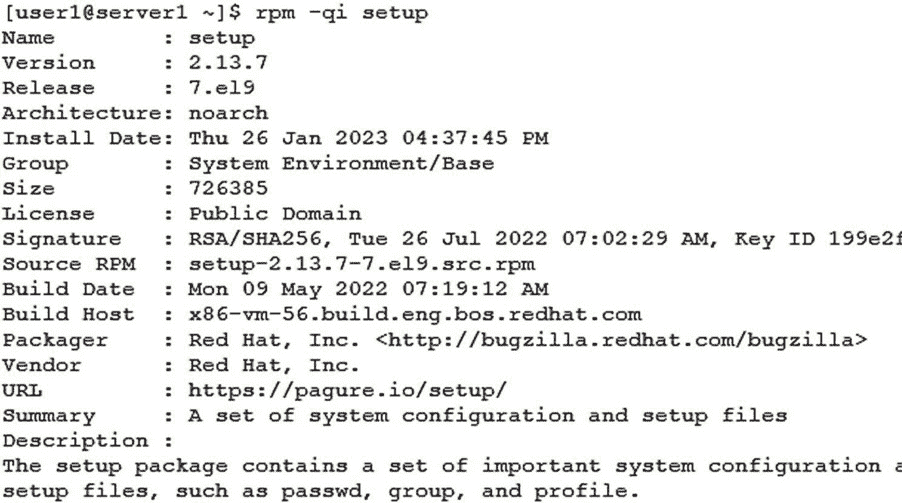 [user1@server1 ~]$ rpm -qi setup
Name        : setup
Version     : 2.13.7
Release     : 7.el9
Architecture: noarch
Install Date: Thu 26 Jan 2023 04:37:45 PM
Group       : System Environment/Base
Size        : 726385
License     : Public Domain
Signature   : RSA/SHA256, Tue 26 Jul 2022 07:02:29 AM, Key ID 199e2f
Source RPM  : setup-2.13.7-7.el9.src.rpm
Build Date  : Mon 09 May 2022 07:19:12 AM
Build Host  : x86-vm-56.build.eng.bos.redhat.com
Packager    : Red Hat, Inc. <http://bugzilla.redhat.com/bugzilla>
Vendor      : Red Hat, Inc.
URL         : https://pagure.io/setup/
Summary     : A set of system configuration and setup files
Description :
The setup package contains a set of important system configuration a
setup files, such as passwd, group, and profile.